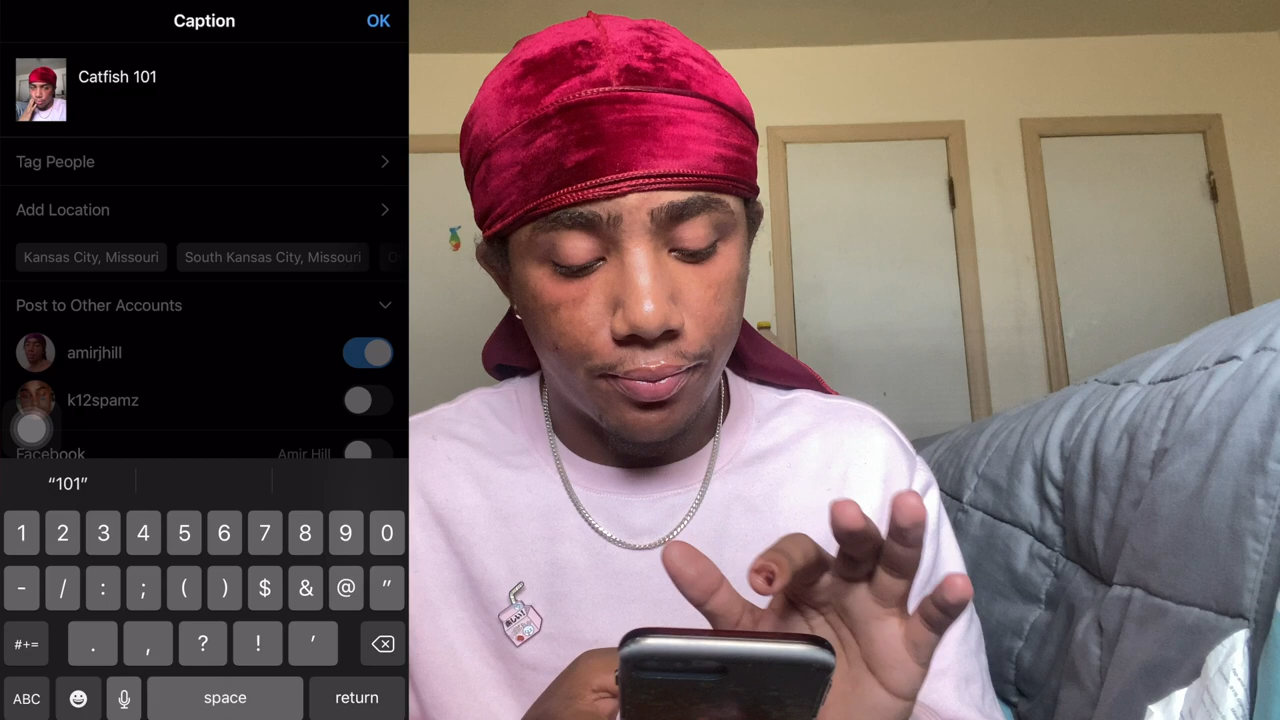 Caption OK
Catfish 101
Tag People
Add Location
Kansas City, Missouri South Kansas City, Missouri
Post to Other Accounts
amirjhill
k12spamz
Facebook Amir Hill
“101”
1 2 3 4 5 6 7 8 9 0
- / : ; ( ) $ & @ "
#+= . , ? ! ’
ABC space return